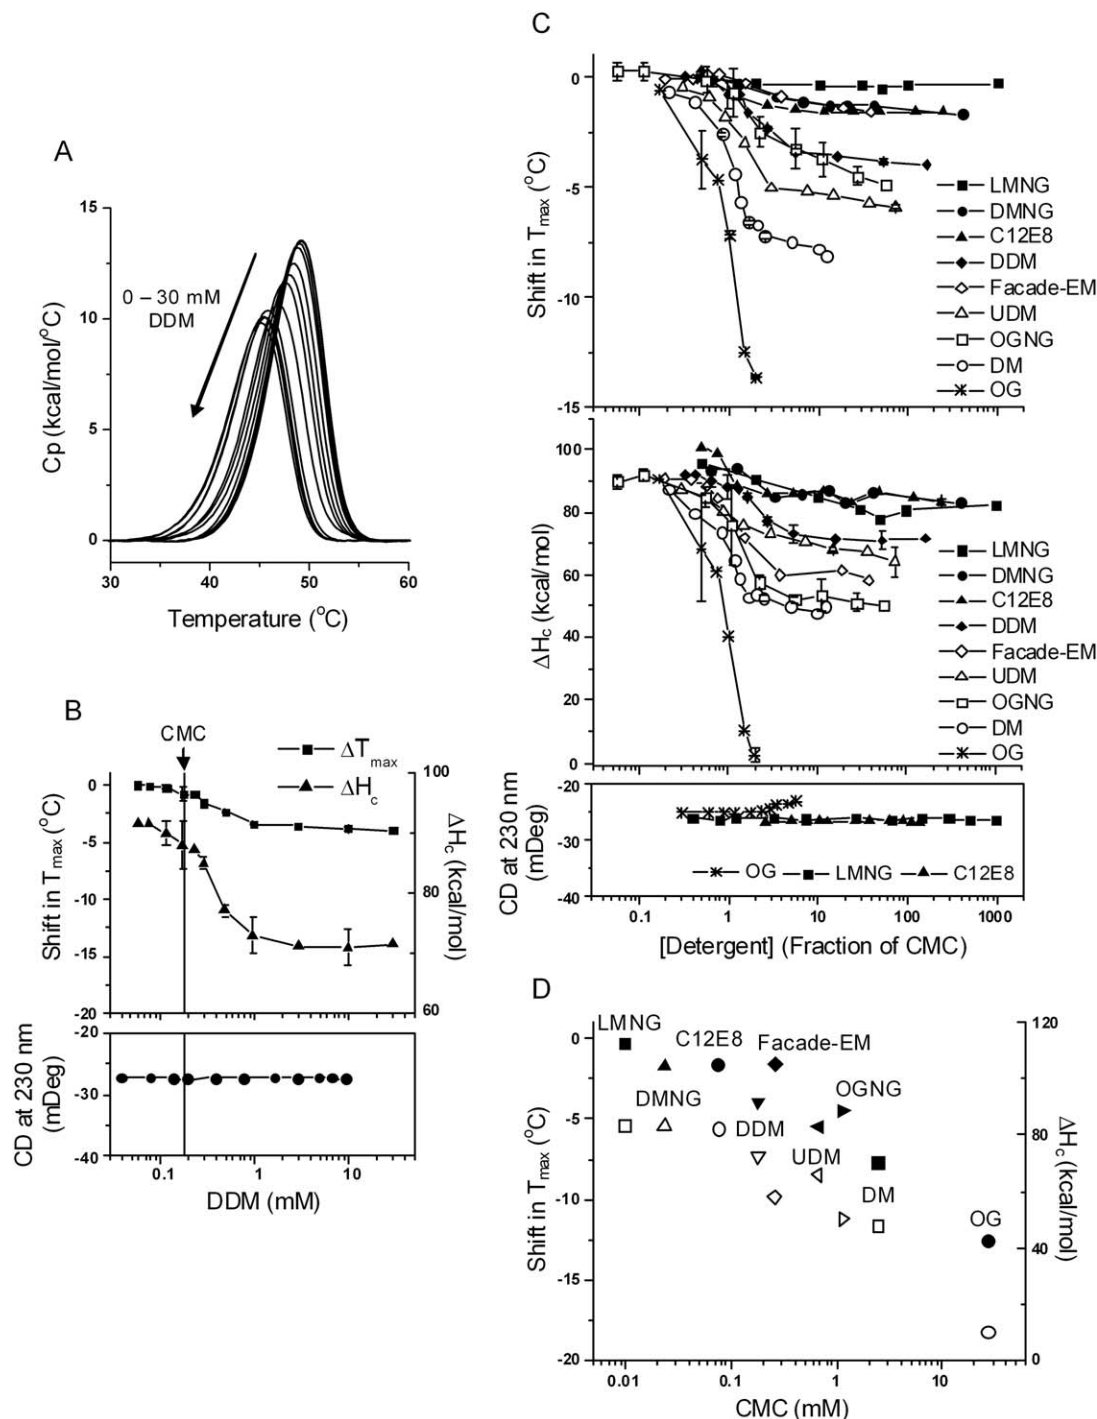 A
15
10
5
0
Cp (kcal/mol/°C)
0 – 30 mM
DDM
30
40
50
60
Temperature (°C)
B
CMC
ΔTmax
ΔHc
0
-5
-10
-15
-20
Shift in Tmax (°C)
100
80
60
ΔHc (kcal/mol)
-20
-30
-40
CD at 230 nm
(mDeg)
0.1
1
10
DDM (mM)
C
0
-5
-10
-15
Shift in Tmax (°C)
LMNG
DMNG
C12E8
DDM
Facade-EM
UDM
OGNG
DM
OG
100
80
60
40
20
0
ΔHc (kcal/mol)
LMNG
DMNG
C12E8
DDM
Facade-EM
UDM
OGNG
DM
OG
-20
-30
-40
CD at 230 nm
(mDeg)
OG
LMNG
C12E8
0.1
1
10
100
1000
[Detergent] (Fraction of CMC)
D
0
-5
-10
-15
-20
Shift in Tmax (°C)
LMNG
C12E8
Facade-EM
DMNG
OGNG
DDM
UDM
DM
OG
120
80
40
0
ΔHc (kcal/mol)
0.01
0.1
1
10
CMC (mM)